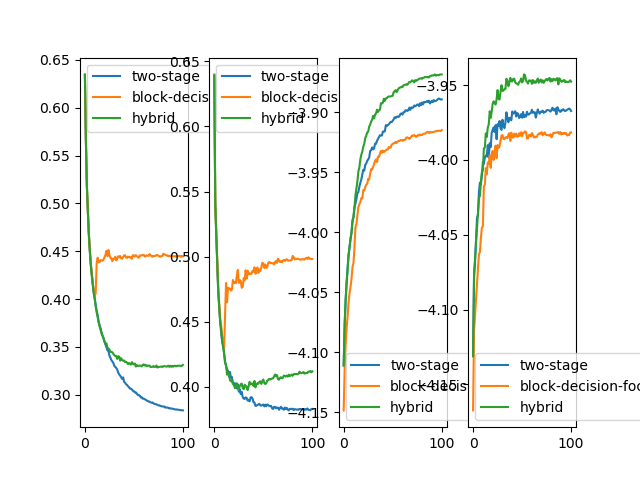 0.65
0.60
0.55
0.50
0.45
0.40
0.35
0.30
0
100
two-stage
block-decis
hybrid
0.65
0.60
0.55
0.50
0.45
0.40
0
100
two-stage
block-decis
hybrid
−3.90
−3.95
−4.00
−4.05
−4.10
−4.15
0
100
two-stage
block-decis
hybrid
−3.95
−4.00
−4.05
−4.10
−4.15
0
100
two-stage
block-decision-foc
hybrid